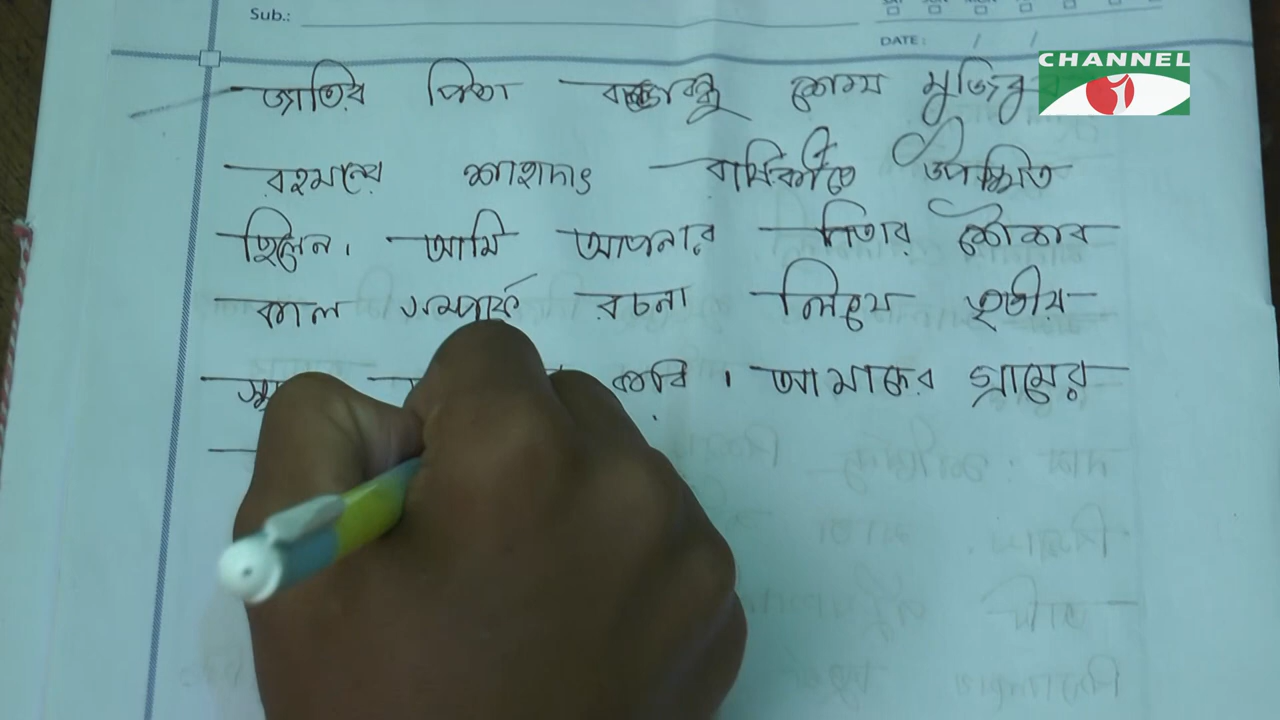 Sub.:
DATE: / /
CHANNEL
জাতির পিতা বঙ্গবন্ধু শেখ মুজিবুর
রহমানের শাহাদাৎ বার্ষিকীতে উপস্থিত
ছিলেন। আমি আপনার পিতার শৈশব
কাল সম্পর্কে রচনা লিখে তৃতীয়
করি। আমাদের গ্রামের